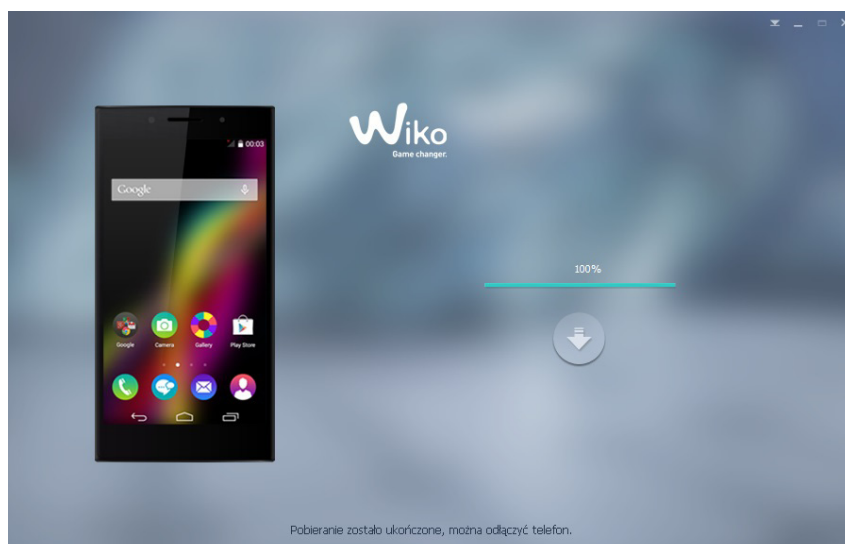 Wiko
Game changer.
00:03
Google
100%
Google Camera Gallery Play Store
Pobieranie zostało ukończone, można odłączyć telefon.